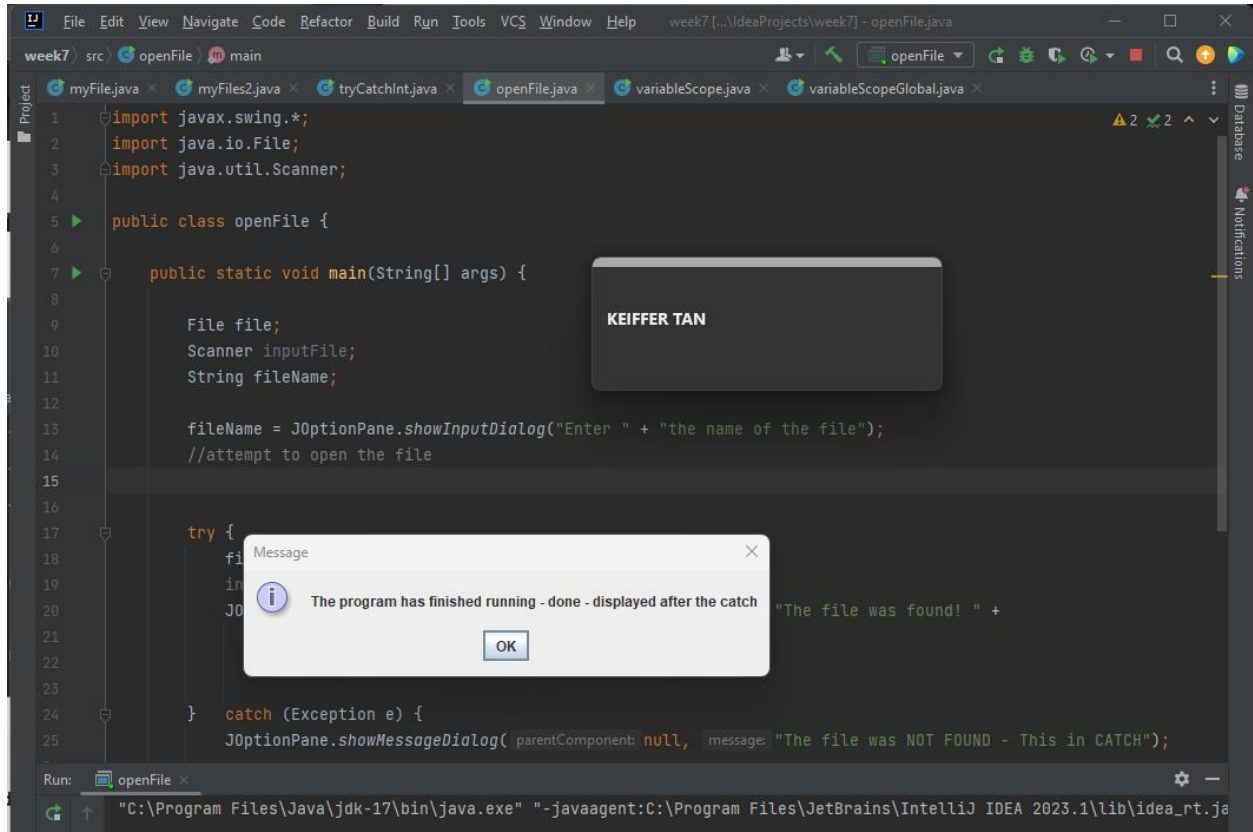 File Edit View Navigate Code Refactor Build Run Tools VCS Window Help week7 [...\IdeaProjects\week7] - openFile.java
week7 src openFile main openFile
myFile.java myFiles2.java tryCatchInt.java openFile.java variableScope.java variableScopeGlobal.java
Project
Database
Notifications
2 2
1 import javax.swing.*;
2 import java.io.File;
3 import java.util.Scanner;
4
5 public class openFile {
6
7 public static void main(String[] args) {
8
9 File file;
10 Scanner inputFile;
11 String fileName;
12
13 fileName = JOptionPane.showInputDialog("Enter " + "the name of the file");
14 //attempt to open the file
15
16
17 try {
18 fi
19 in
20 JO "The file was found! " +
21
22
23
24 } catch (Exception e) {
25 JOptionPane.showMessageDialog( parentComponent: null, message: "The file was NOT FOUND - This in CATCH");
KEIFFER TAN
Message
The program has finished running - done - displayed after the catch
OK
Run: openFile
"C:\Program Files\Java\jdk-17\bin\java.exe" "-javaagent:C:\Program Files\JetBrains\IntelliJ IDEA 2023.1\lib\idea_rt.ja